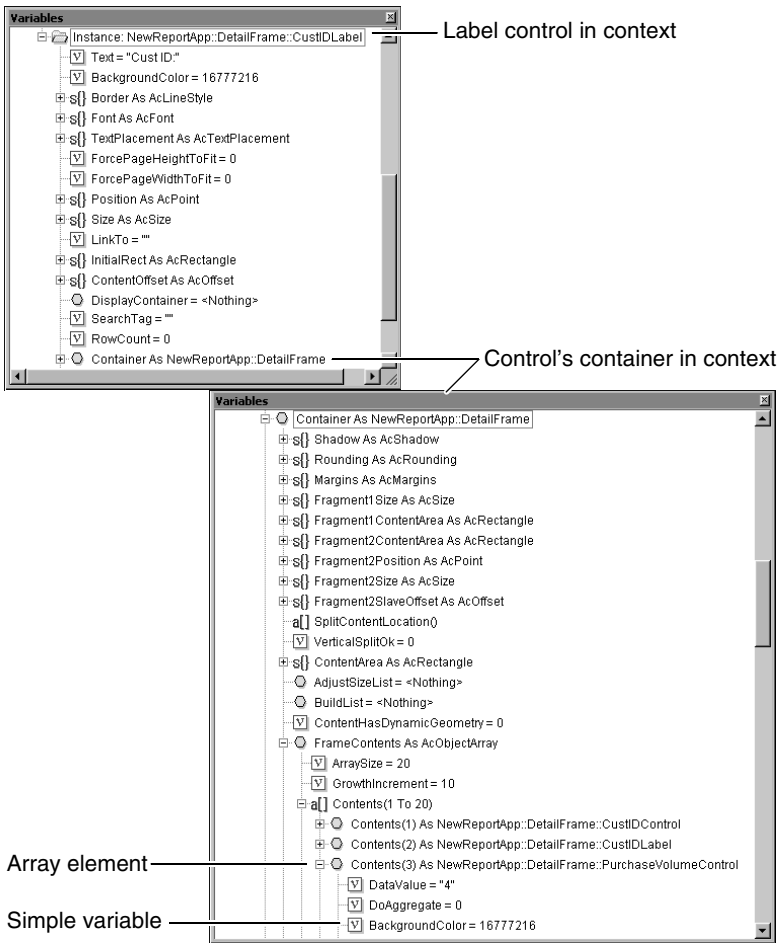 Variables
Instance: NewReportApp::DetailFrame::CustIDLabel
Label control in context
V Text = "Cust ID:"
V BackgroundColor = 16777216
s{} Border As AcLineStyle
s{} Font As AcFont
s{} TextPlacement As AcTextPlacement
V ForcePageHeightToFit = 0
V ForcePageWidthToFit = 0
s{} Position As AcPoint
s{} Size As AcSize
V LinkTo = ""
s{} InitialRect As AcRectangle
s{} ContentOffset As AcOffset
DisplayContainer = <Nothing>
V SearchTag = ""
V RowCount = 0
Container As NewReportApp::DetailFrame
Control's container in context
Variables
Container As NewReportApp::DetailFrame
s{} Shadow As AcShadow
s{} Rounding As AcRounding
s{} Margins As AcMargins
s{} Fragment1Size As AcSize
s{} Fragment1ContentArea As AcRectangle
s{} Fragment2ContentArea As AcRectangle
s{} Fragment2Position As AcPoint
s{} Fragment2Size As AcSize
s{} Fragment2SlaveOffset As AcOffset
a[] SplitContentLocation()
V VerticalSplitOk = 0
s{} ContentArea As AcRectangle
AdjustSizeList = <Nothing>
BuildList = <Nothing>
V ContentHasDynamicGeometry = 0
FrameContents As AcObjectArray
V ArraySize = 20
V GrowthIncrement = 10
a[] Contents(1 To 20)
Contents(1) As NewReportApp::DetailFrame::CustIDControl
Contents(2) As NewReportApp::DetailFrame::CustIDLabel
Array element
Contents(3) As NewReportApp::DetailFrame::PurchaseVolumeControl
V DataValue = "4"
V DoAggregate = 0
Simple variable
V BackgroundColor = 16777216